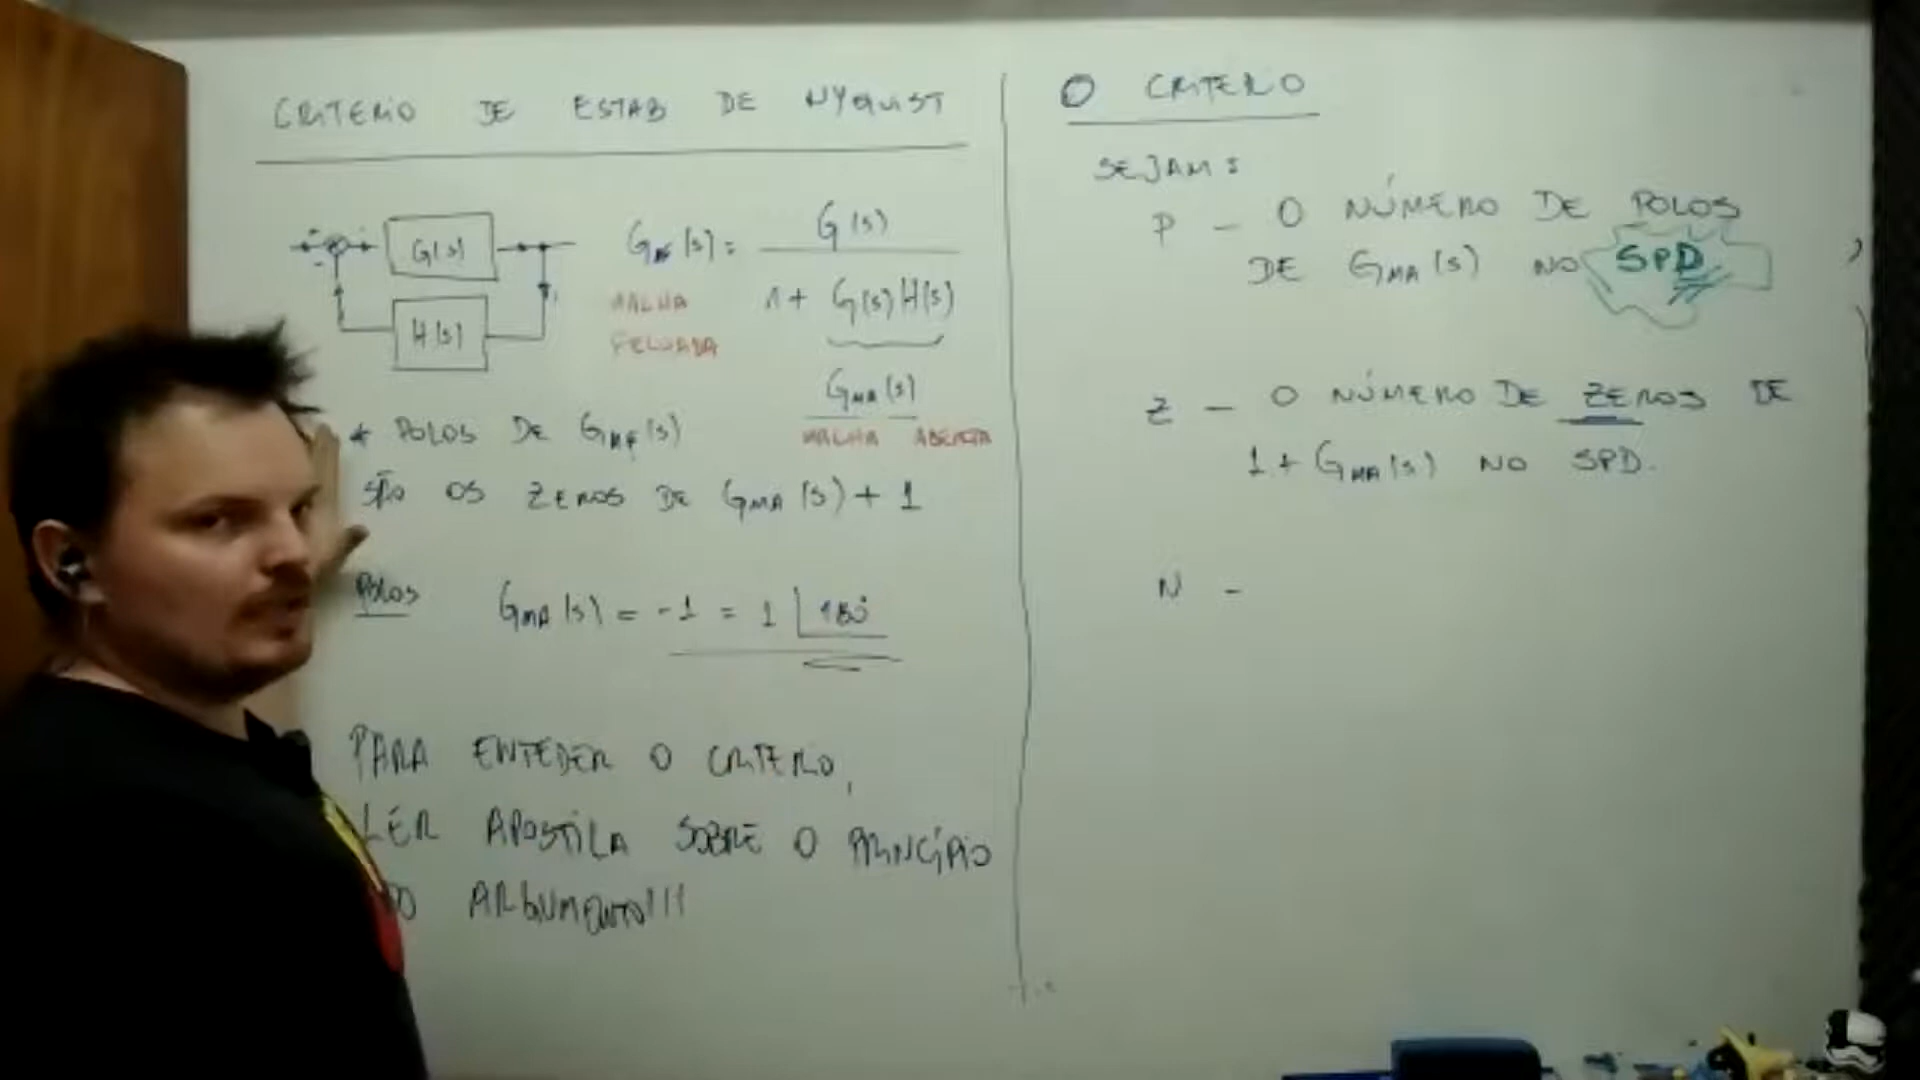 CRITERIO DE ESTAB DE NYQUIST
G(s)
H(s)
GMF(s) = G(s)
1 + G(s)H(s)
MALHA
FECHADA
GMA(s)
MALHA ABERTA
* POLOS DE GMF(s)
SÃO OS ZEROS DE GMA(s) + 1
POLOS GMA(s) = -1 = 1 180°
PARA ENTEDER O CRITERIO,
LER APOSTILA SOBRE O PRINCÍPIO
DO ARGUMENTO!!!
O CRITÉRIO
SEJAM:
P - O NÚMERO DE POLOS
DE GMA(s) NO SPD
Z - O NÚMERO DE ZEROS DE
1 + GMA(s) NO SPD.
N -